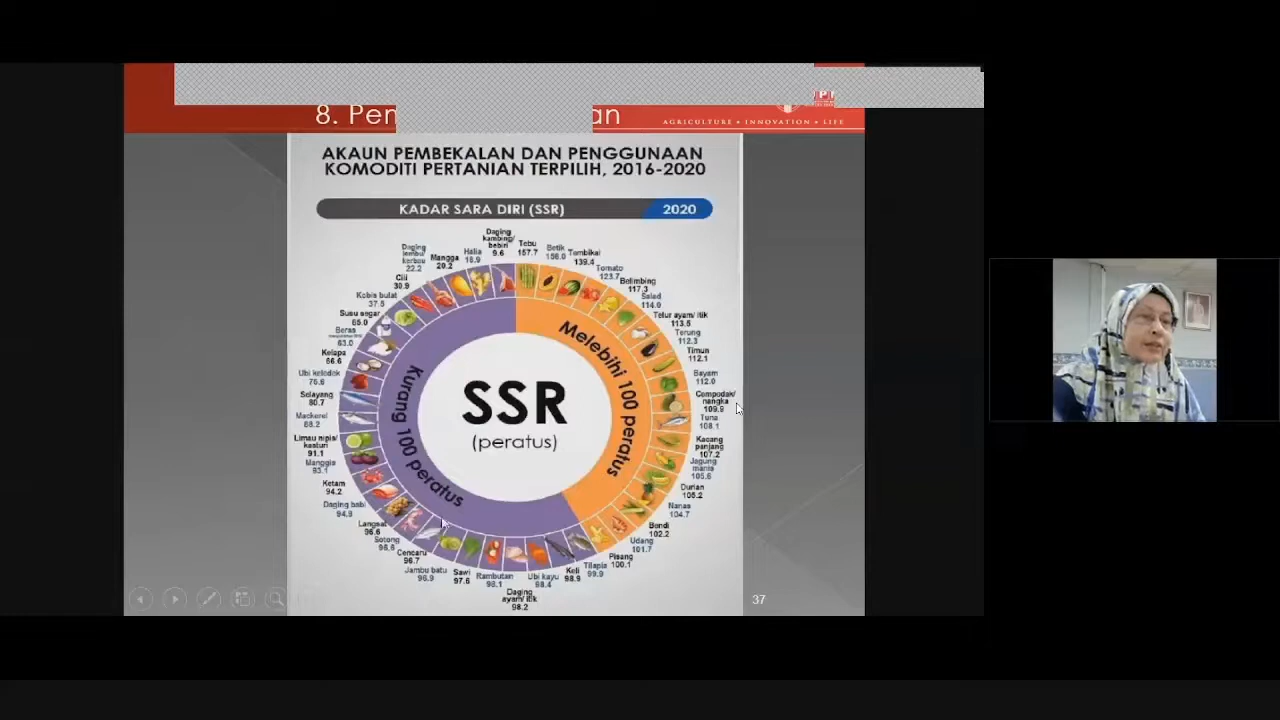 8. Pem
an
AGRICULTURE • INNOVATION • LIFE
AKAUN PEMBEKALAN DAN PENGGUNAAN
KOMODITI PERTANIAN TERPILIH, 2016-2020
KADAR SARA DIRI (SSR)
2020
Daging
kambing/
bebiri
9.6
Tebu
157.7
Betik
156.0
Tembikai
139.4
Tomato
123.7
Belimbing
117.3
Salad
114.0
Telur ayam/ itik
113.5
Terung
112.3
Timun
112.1
Bayam
112.0
Cempedak/
nangka
109.9
Tuna
108.1
Kacang
panjang
107.2
Jagung
manis
105.6
Durian
105.2
Nanas
104.7
Bendi
102.2
Udang
101.7
Pisang
100.1
Tilapia
99.9
Keli
98.9
Ubi kayu
98.4
Daging
ayam/ itik
98.2
Rambutan
98.1
Sawi
97.6
Jambu batu
96.9
Cencaru
96.7
Sotong
96.6
Langsat
96.6
Daging babi
94.9
Ketam
94.2
Manggis
93.1
Limau nipis/
kasturi
91.1
Mackerel
88.2
Selayang
80.7
Ubi keledek
76.6
Kelapa
66.6
Beras
63.0
Susu segar
65.0
Kobis bulat
37.5
Cili
30.9
Daging
lembu/
kerbau
22.2
Mangga
20.2
Halia
18.9
Melebihi 100 peratus
Kurang 100 peratus
SSR
(peratus)
37